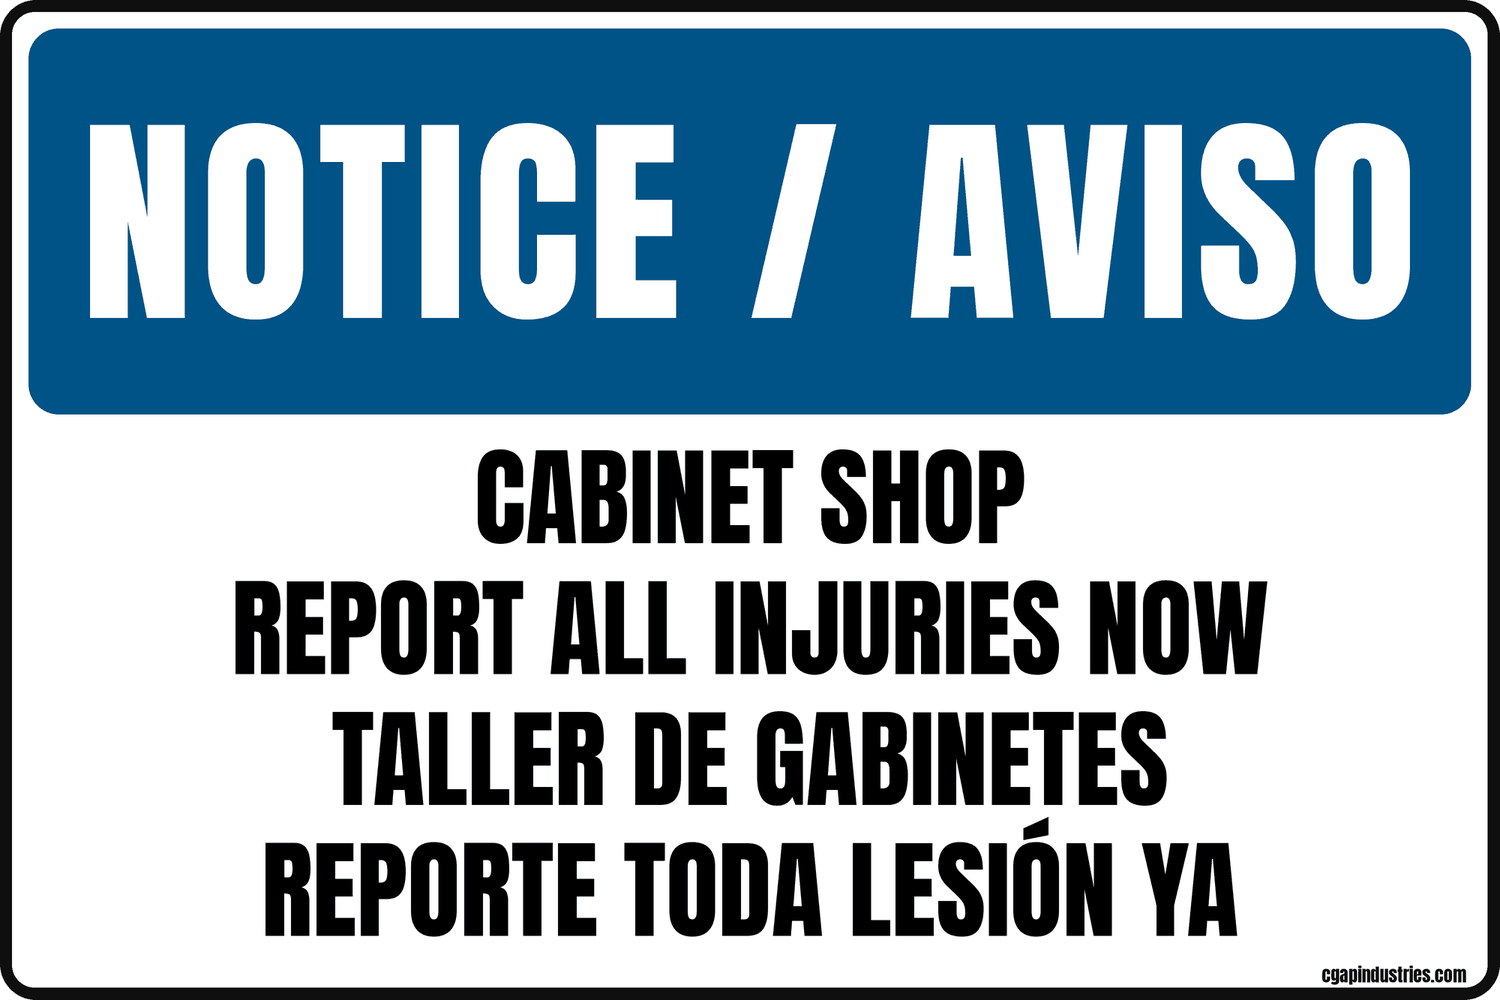 NOTICE / AVISO
CABINET SHOP
REPORT ALL INJURIES NOW
TALLER DE GABINETES
REPORTE TODA LESIÓN YA
cgapindustries.com